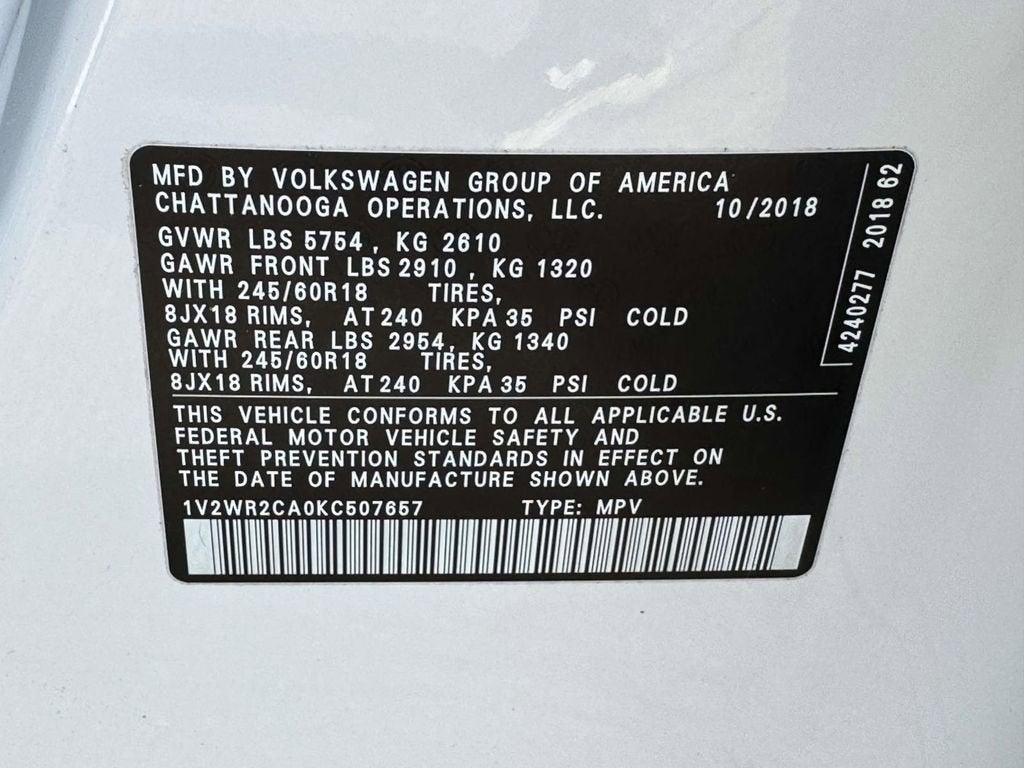 MFD BY VOLKSWAGEN GROUP OF AMERICA
CHATTANOOGA OPERATIONS, LLC. 10/2018
GVWR LBS 5754 , KG 2610
GAWR FRONT LBS 2910 , KG 1320
WITH 245/60R18 TIRES,
8JX18 RIMS, AT 240 KPA 35 PSI COLD
GAWR REAR LBS 2954, KG 1340
WITH 245/60R18 TIRES,
8JX18 RIMS, AT 240 KPA 35 PSI COLD
4240277 2018 62
THIS VEHICLE CONFORMS TO ALL APPLICABLE U.S.
FEDERAL MOTOR VEHICLE SAFETY AND
THEFT PREVENTION STANDARDS IN EFFECT ON
THE DATE OF MANUFACTURE SHOWN ABOVE.
1V2WR2CA0KC507657 TYPE: MPV